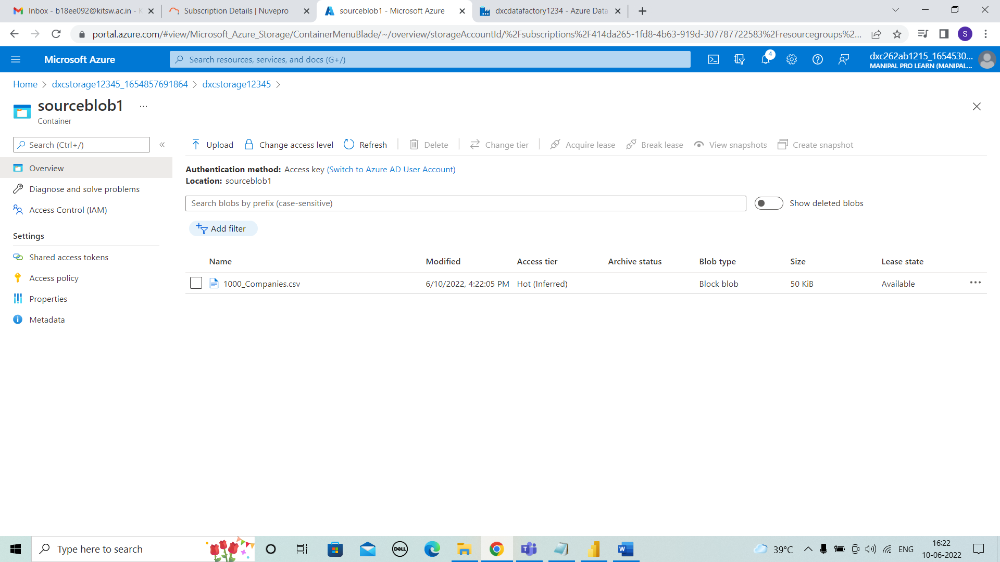 Inbox - b18ee092@kitsw.ac.in - K
Subscription Details | Nuvepro
sourceblob1 - Microsoft Azure
dxcdatafactory1234 - Azure Data
portal.azure.com/#view/Microsoft_Azure_Storage/ContainerMenuBlade/~/overview/storageAccountId/%2Fsubscriptions%2F414da265-1fd8-4b63-919d-307787722583%2Fresourcegroups%2...
S
Microsoft Azure
Search resources, services, and docs (G+/)
4
dxc262ab1215_1654530...
MANIPAL PRO LEARN (MANIPAL...
Home > dxcstorage12345_1654857691864 > dxcstorage12345 >
sourceblob1 ...
Container
Search (Ctrl+/)
«
Upload Change access level Refresh Delete Change tier Acquire lease Break lease View snapshots Create snapshot
Overview
Diagnose and solve problems
Access Control (IAM)
Settings
Shared access tokens
Access policy
Properties
Metadata
Authentication method: Access key (Switch to Azure AD User Account)
Location: sourceblob1
Search blobs by prefix (case-sensitive)
Show deleted blobs
Add filter
Name Modified Access tier Archive status Blob type Size Lease state
1000_Companies.csv 6/10/2022, 4:22:05 PM Hot (Inferred) Block blob 50 KiB Available ...
Type here to search
DELL
39°C
ENG
16:22
10-06-2022